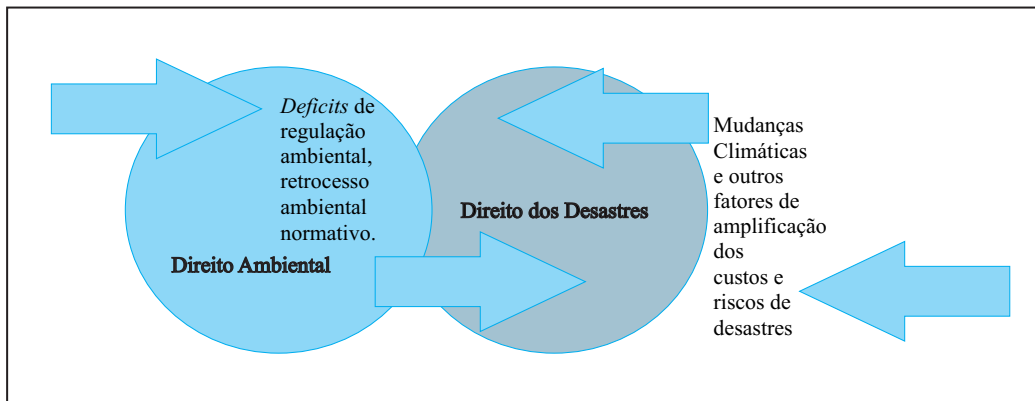 Deficits de
regulação
ambiental,
retrocesso
ambiental
normativo.
Direito Ambiental
Direito dos Desastres
Mudanças
Climáticas
e outros
fatores de
amplificação
dos
custos e
riscos de
desastres